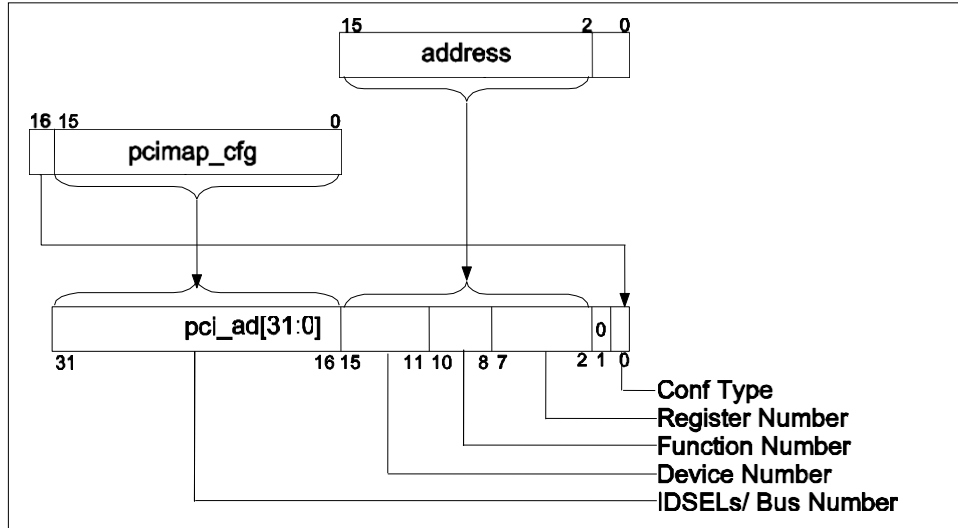 15 2 0
address
16 15 0
pcimap_cfg
pci_ad[31:0] 0
31 16 15 11 10 8 7 2 1 0
Conf Type
Register Number
Function Number
Device Number
IDSELs/ Bus Number